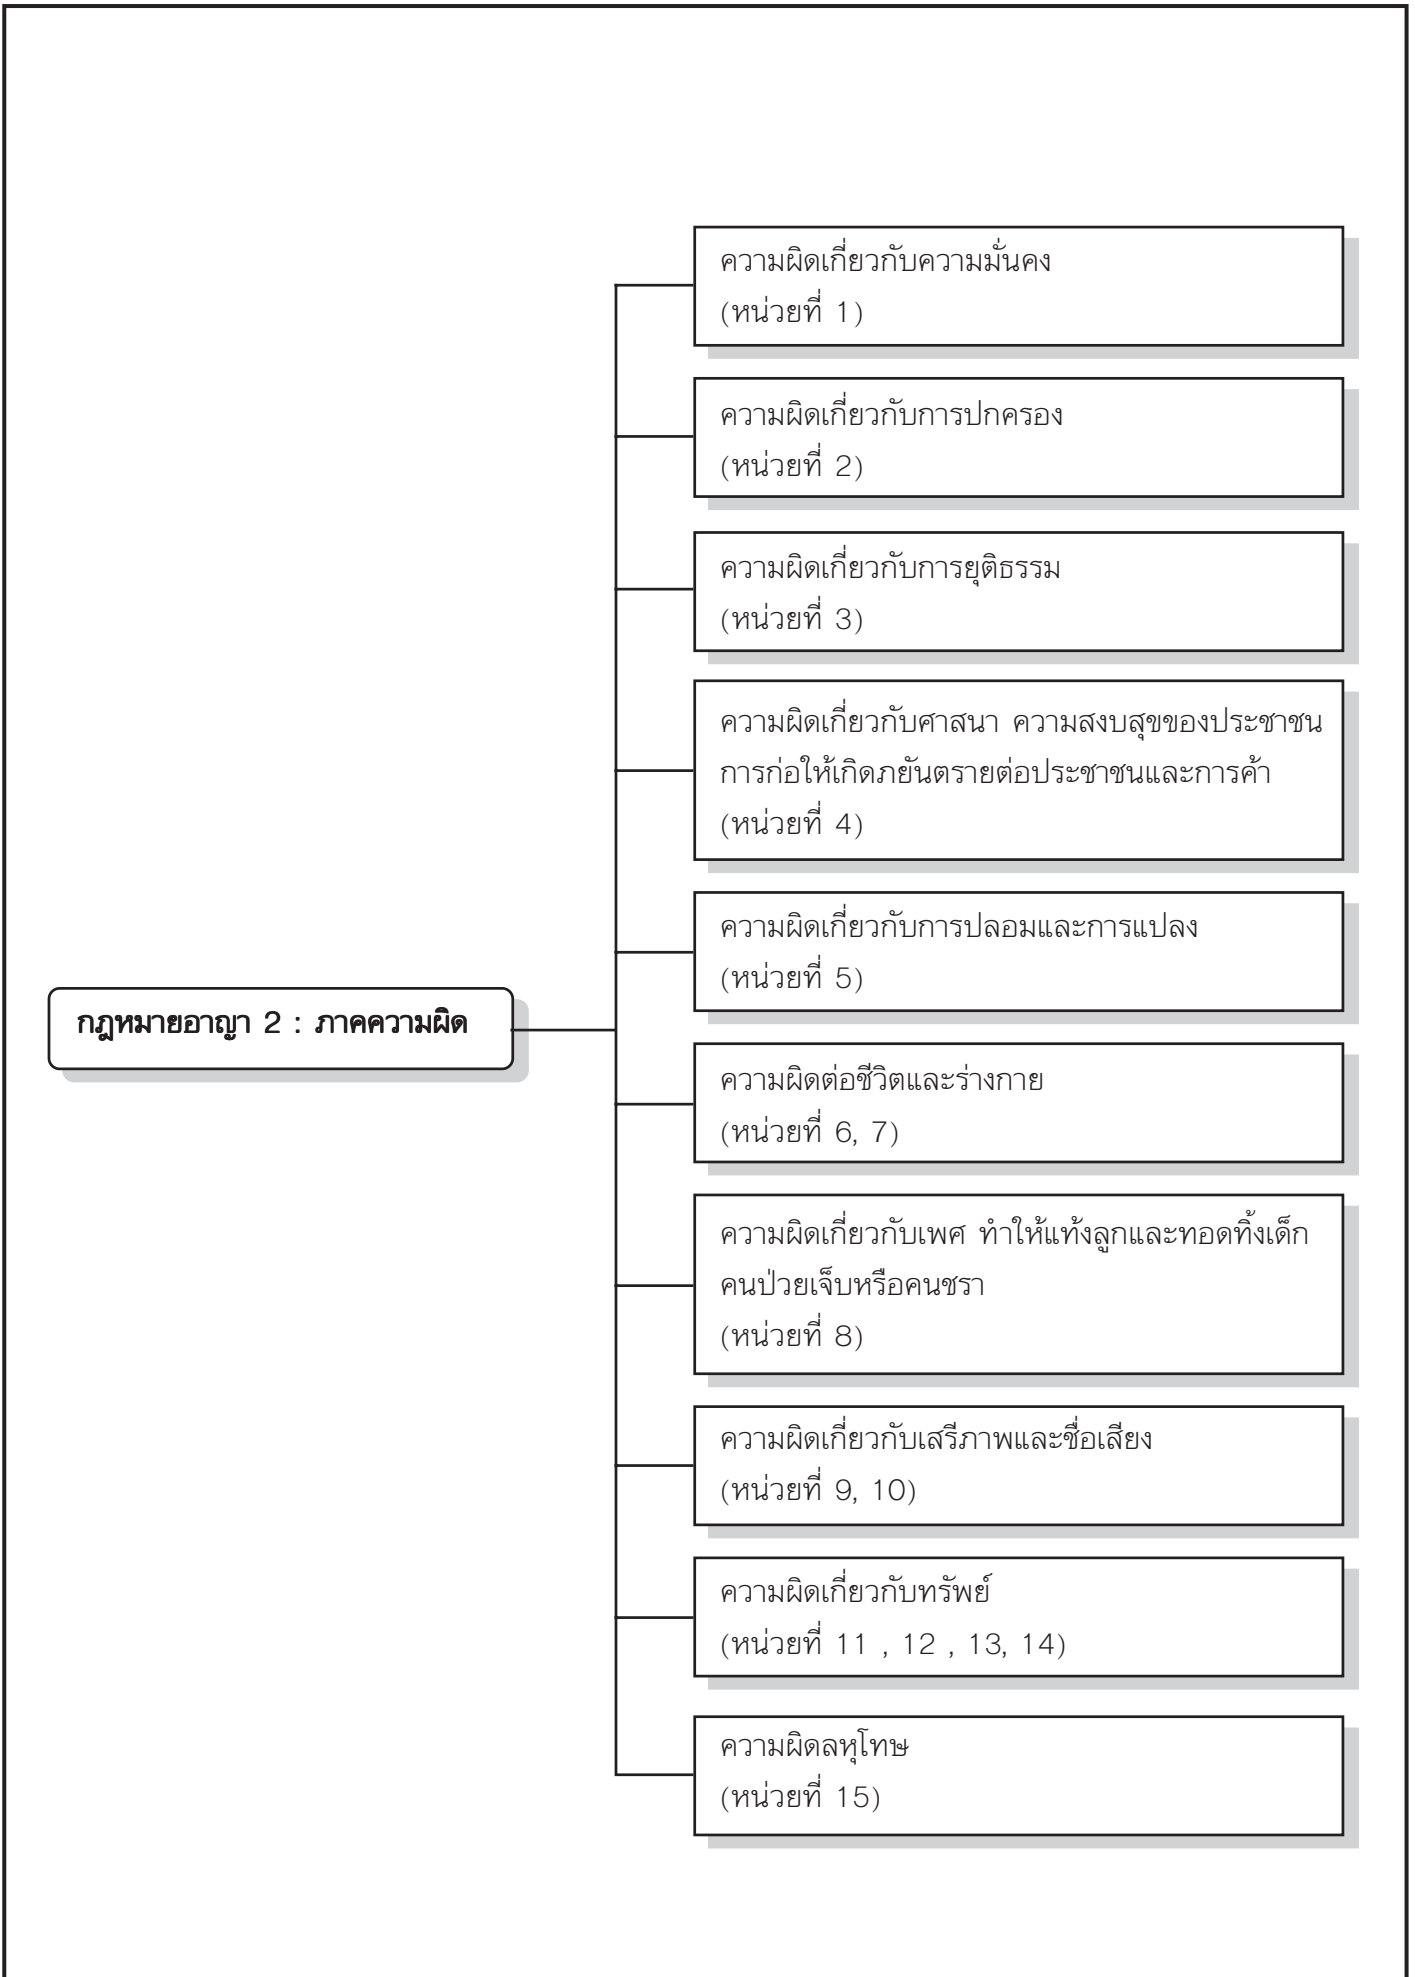 ความผิดเกี่ยวกับความมั่นคง
(หน่วยที่ 1)
ความผิดเกี่ยวกับการปกครอง
(หน่วยที่ 2)
ความผิดเกี่ยวกับการยุติธรรม
(หน่วยที่ 3)
ความผิดเกี่ยวกับศาสนา ความสงบสุขของประชาชน
การก่อให้เกิดภยันตรายต่อประชาชนและการค้า
(หน่วยที่ 4)
ความผิดเกี่ยวกับการปลอมและการแปลง
(หน่วยที่ 5)
กฎหมายอาญา 2 : ภาคความผิด
ความผิดต่อชีวิตและร่างกาย
(หน่วยที่ 6, 7)
ความผิดเกี่ยวกับเพศ ทำให้แท้งลูกและทอดทิ้งเด็ก
คนป่วยเจ็บหรือคนชรา
(หน่วยที่ 8)
ความผิดเกี่ยวกับเสรีภาพและชื่อเสียง
(หน่วยที่ 9, 10)
ความผิดเกี่ยวกับทรัพย์
(หน่วยที่ 11 , 12 , 13, 14)
ความผิดลหุโทษ
(หน่วยที่ 15)